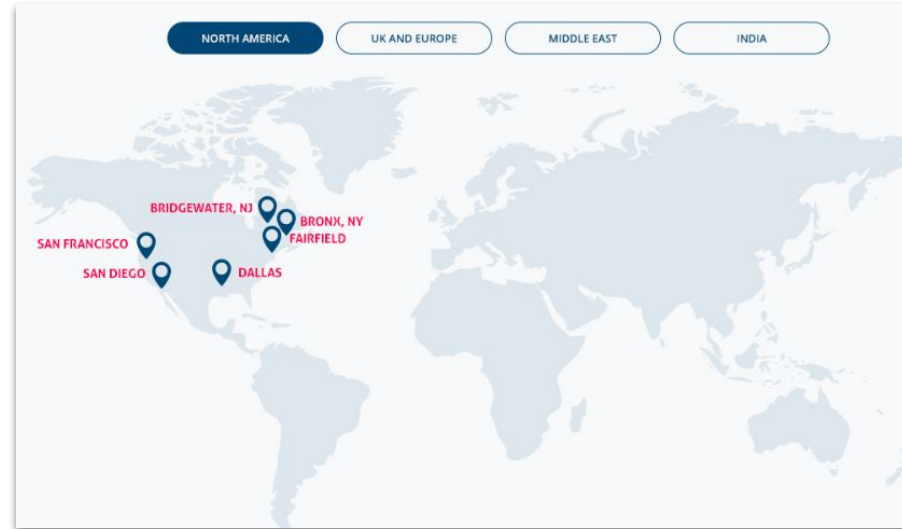 NORTH AMERICA
UK AND EUROPE
MIDDLE EAST
INDIA
BRIDGEWATER, NJ
BRONX, NY
FAIRFIELD
SAN FRANCISCO
SAN DIEGO
DALLAS